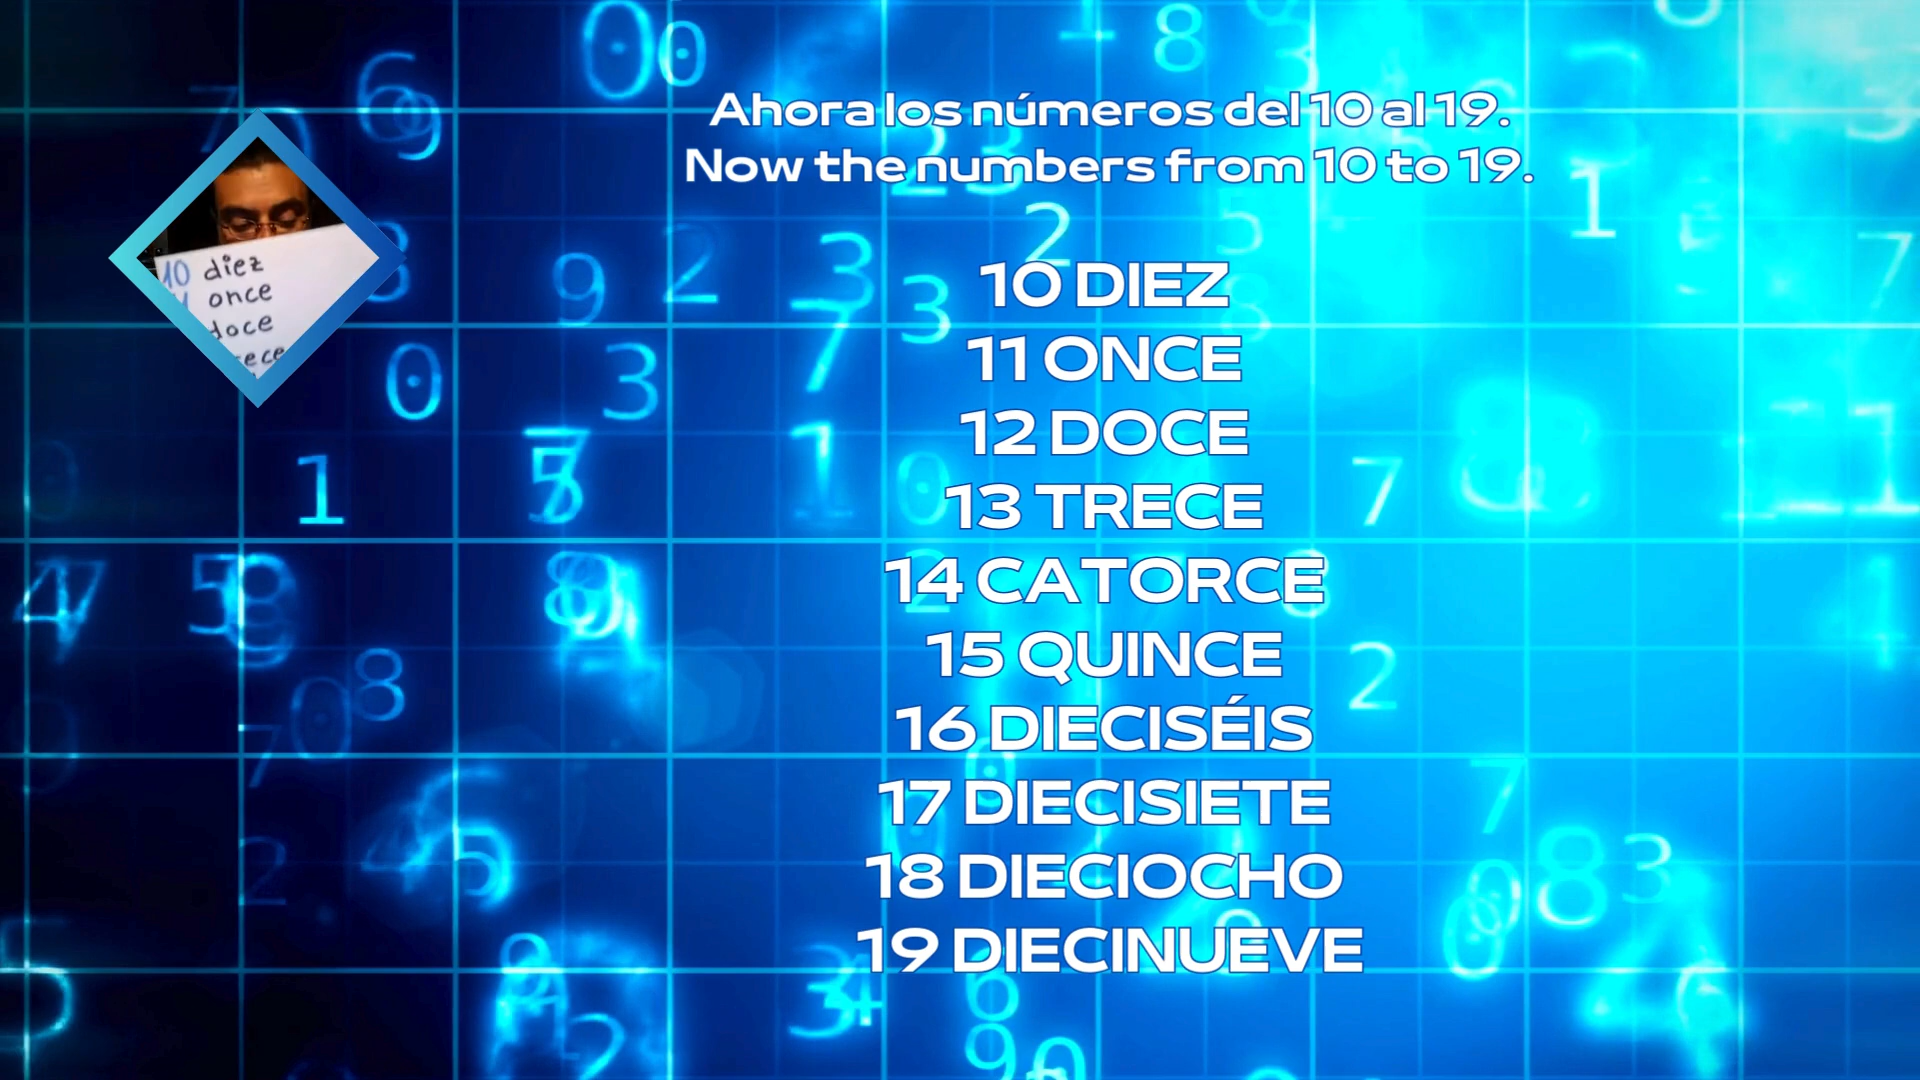 Ahora los números del 10 al 19.
Now the numbers from 10 to 19.
10 DIEZ
11 ONCE
12 DOCE
13 TRECE
14 CATORCE
15 QUINCE
16 DIECISÉIS
17 DIECISIETE
18 DIECIOCHO
19 DIECINUEVE
10 diez
once
doce